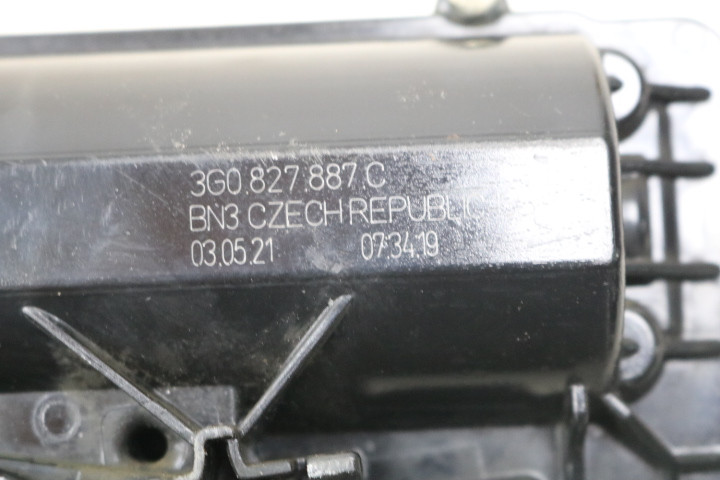 3G0.827.887.C
BN3 CZECH REPUBLIC
03.05.21 07:34.19